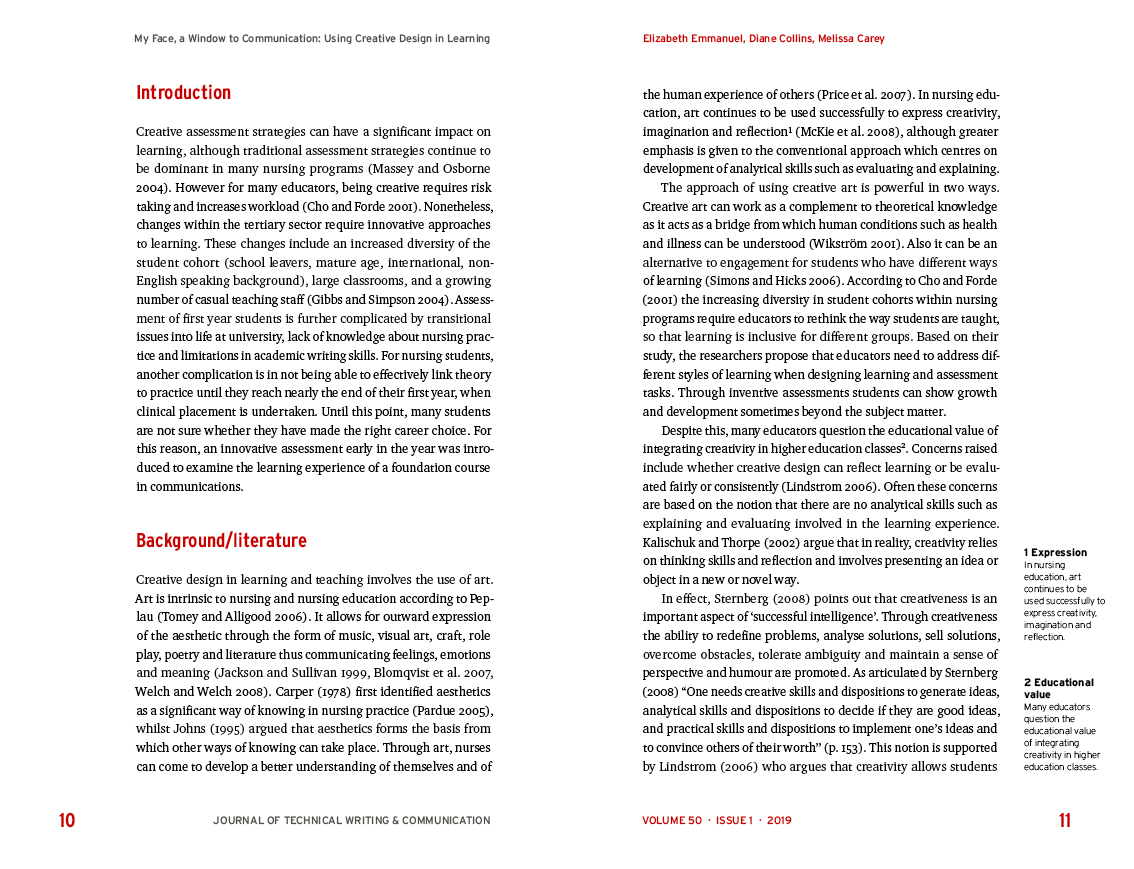 My Face, a Window to Communication: Using Creative Design in Learning
Introduction
Creative assessment strategies can have a significant impact on
learning, although traditional assessment strategies continue to
be dominant in many nursing programs (Massey and Osborne
2004). However for many educators, being creative requires risk
taking and increases workload (Cho and Forde 2001). Nonetheless,
changes within the tertiary sector require innovative approaches
to learning. These changes include an increased diversity of the
student cohort (school leavers, mature age, international, non-
English speaking background), large classrooms, and a growing
number of casual teaching staff (Gibbs and Simpson 2004). Assess-
ment of first year students is further complicated by transitional
issues into life at university, lack of knowledge about nursing prac-
tice and limitations in academic writing skills. For nursing students,
another complication is in not being able to effectively link theory
to practice until they reach nearly the end of their first year, when
clinical placement is undertaken. Until this point, many students
are not sure whether they have made the right career choice. For
this reason, an innovative assessment early in the year was intro-
duced to examine the learning experience of a foundation course
in communications.
Background/literature
Creative design in learning and teaching involves the use of art.
Art is intrinsic to nursing and nursing education according to Pep-
lau (Tomey and Alligood 2006). It allows for outward expression
of the aesthetic through the form of music, visual art, craft, role
play, poetry and literature thus communicating feelings, emotions
and meaning (Jackson and Sullivan 1999, Blomqvist et al. 2007,
Welch and Welch 2008). Carper (1978) first identified aesthetics
as a significant way of knowing in nursing practice (Pardue 2005),
whilst Johns (1995) argued that aesthetics forms the basis from
which other ways of knowing can take place. Through art, nurses
can come to develop a better understanding of themselves and of
10
JOURNAL OF TECHNICAL WRITING & COMMUNICATION
Elizabeth Emmanuel, Diane Collins, Melissa Carey
the human experience of others (Price et al. 2007). In nursing edu-
cation, art continues to be used successfully to express creativity,
imagination and reflection¹ (McKie et al. 2008), although greater
emphasis is given to the conventional approach which centres on
development of analytical skills such as evaluating and explaining.
The approach of using creative art is powerful in two ways.
Creative art can work as a complement to theoretical knowledge
as it acts as a bridge from which human conditions such as health
and illness can be understood (Wikström 2001). Also it can be an
alternative to engagement for students who have different ways
of learning (Simons and Hicks 2006). According to Cho and Forde
(2001) the increasing diversity in student cohorts within nursing
programs require educators to rethink the way students are taught,
so that learning is inclusive for different groups. Based on their
study, the researchers propose that educators need to address dif-
ferent styles of learning when designing learning and assessment
tasks. Through inventive assessments students can show growth
and development sometimes beyond the subject matter.
Despite this, many educators question the educational value of
integrating creativity in higher education classes². Concerns raised
include whether creative design can reflect learning or be evalu-
ated fairly or consistently (Lindstrom 2006). Often these concerns
are based on the notion that there are no analytical skills such as
explaining and evaluating involved in the learning experience.
Kalischuk and Thorpe (2002) argue that in reality, creativity relies
on thinking skills and reflection and involves presenting an idea or
object in a new or novel way.
In effect, Sternberg (2008) points out that creativeness is an
important aspect of ‘successful intelligence’. Through creativeness
the ability to redefine problems, analyse solutions, sell solutions,
overcome obstacles, tolerate ambiguity and maintain a sense of
perspective and humour are promoted. As articulated by Sternberg
(2008) “One needs creative skills and dispositions to generate ideas,
analytical skills and dispositions to decide if they are good ideas,
and practical skills and dispositions to implement one’s ideas and
to convince others of their worth” (p. 153). This notion is supported
by Lindstrom (2006) who argues that creativity allows students
1 Expression
In nursing
education, art
continues to be
used successfully to
express creativity,
imagination and
reflection.
2 Educational
value
Many educators
question the
educational value
of integrating
creativity in higher
education classes.
VOLUME 50 · ISSUE 1 · 2019
11